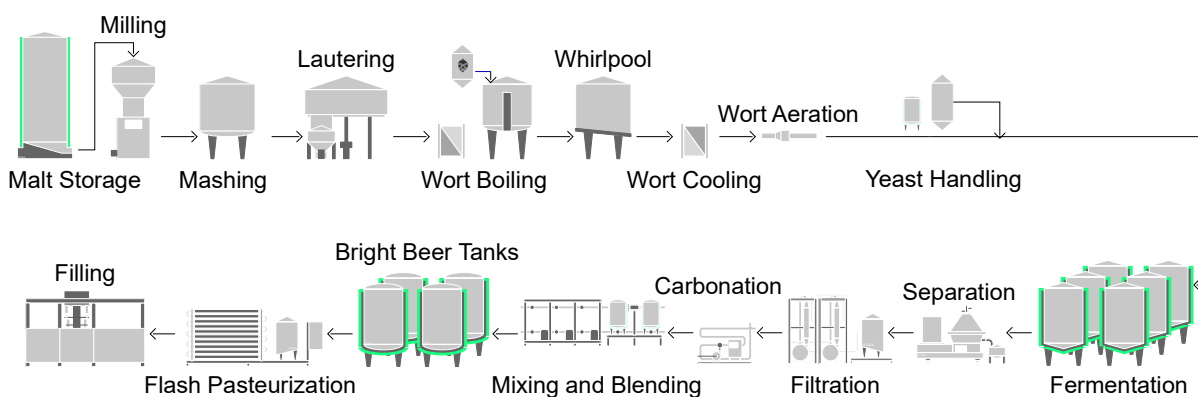 Milling
Lautering
Whirlpool
Wort Aeration
Malt Storage
Mashing
Wort Boiling
Wort Cooling
Yeast Handling
Bright Beer Tanks
Filling
Carbonation
Separation
Flash Pasteurization
Mixing and Blending
Filtration
Fermentation